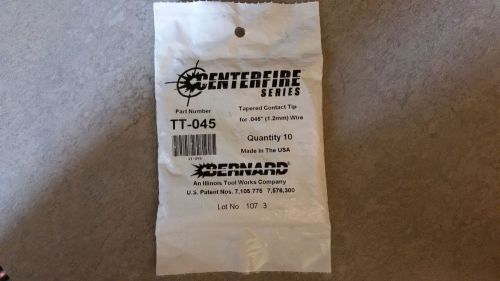 CENTERFIRE
SERIES
Part Number
TT-045
Tapered Contact Tip
for .045" (1.2mm) Wire
Quantity 10
Made in The USA
TT-045
BERNARD®
An Illinois Tool Works Company
U.S. Patent Nos. 7,105,775 7,576,300
Lot No .107 3